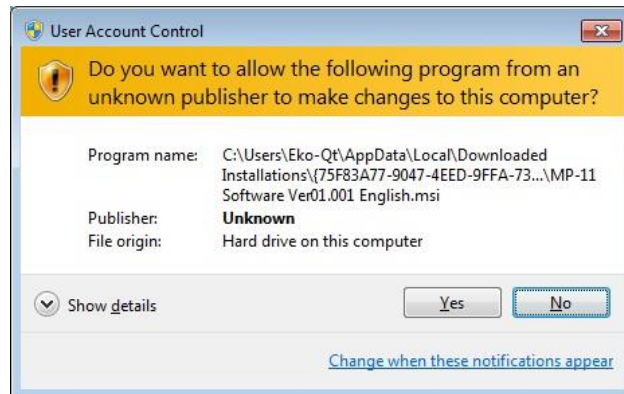 User Account Control
Do you want to allow the following program from an
unknown publisher to make changes to this computer?
Program name: C:\Users\Eko-Qt\AppData\Local\Downloaded
Installations\{75F83A77-9047-4EED-9FFA-73...\MP-11
Software Ver01.001 English.msi
Publisher: Unknown
File origin: Hard drive on this computer
Show details Yes No
Change when these notifications appear